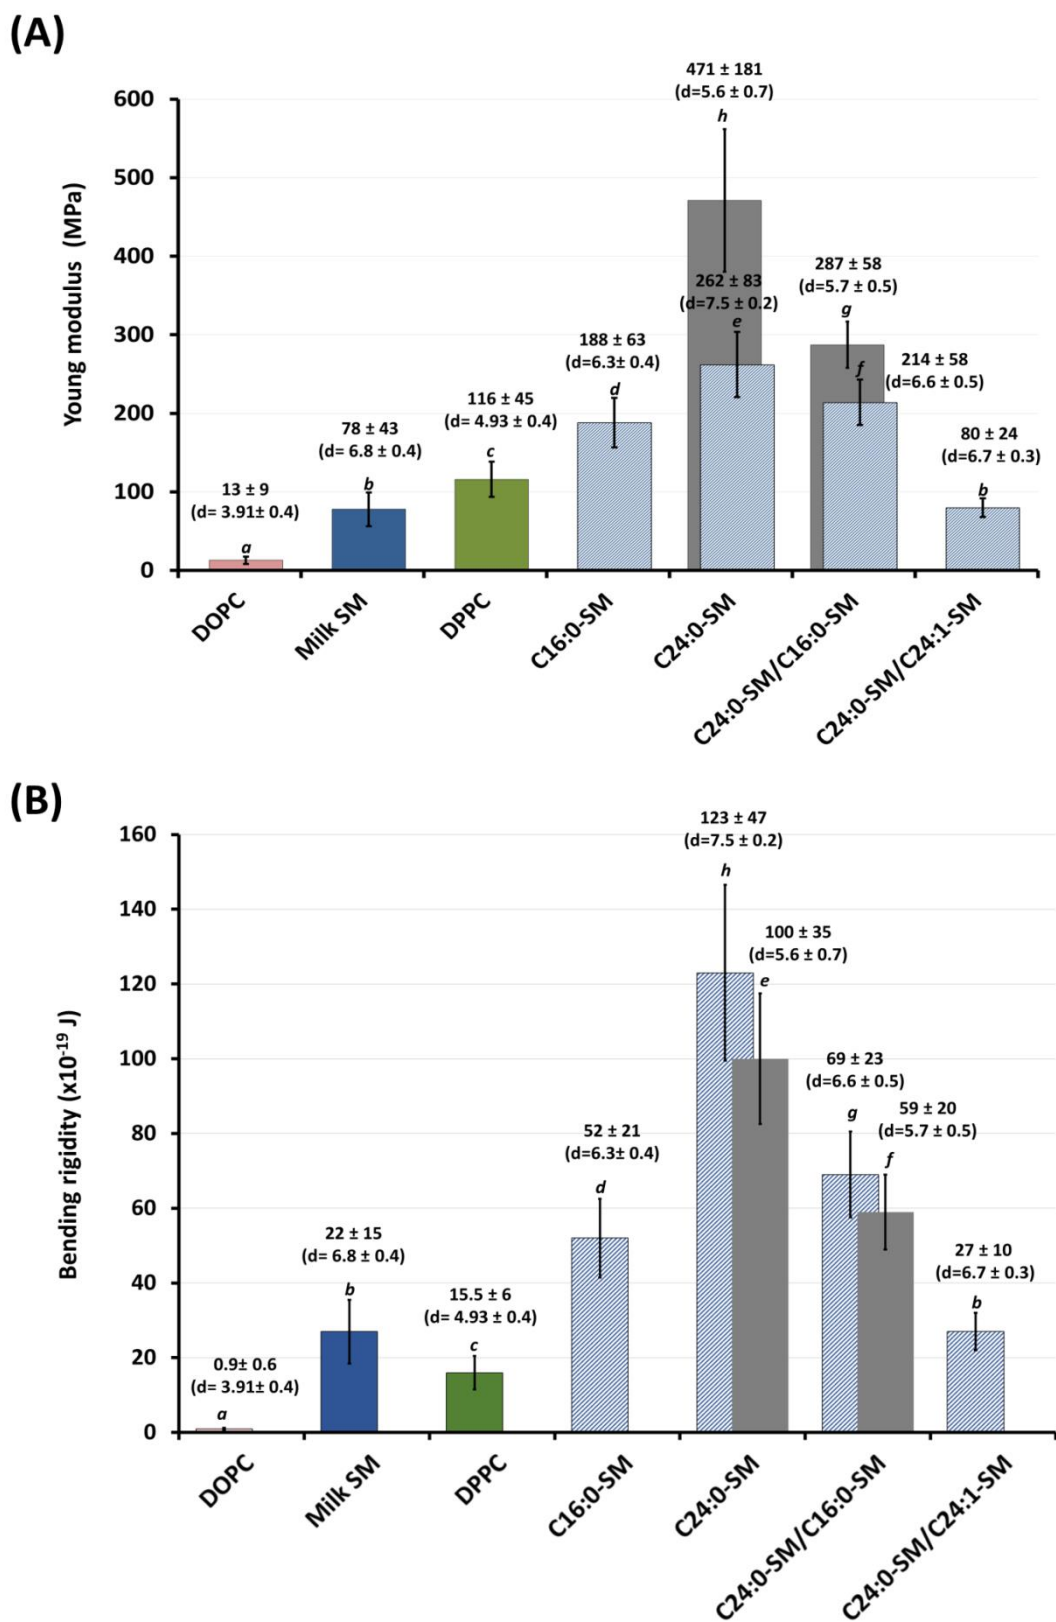 (A)
Young modulus (MPa)
600
500
400
300
200
100
0
13 ± 9
(d= 3.91± 0.4)
a
78 ± 43
(d= 6.8 ± 0.4)
b
116 ± 45
(d= 4.93 ± 0.4)
c
188 ± 63
(d=6.3± 0.4)
d
471 ± 181
(d=5.6 ± 0.7)
h
262 ± 83
(d=7.5 ± 0.2)
e
287 ± 58
(d=5.7 ± 0.5)
g
214 ± 58
(d=6.6 ± 0.5)
f
80 ± 24
(d=6.7 ± 0.3)
b
DOPC
Milk SM
DPPC
C16:0-SM
C24:0-SM
C24:0-SM/C16:0-SM
C24:0-SM/C24:1-SM
(B)
Bending rigidity (x10⁻¹⁹ J)
160
140
120
100
80
60
40
20
0
0.9± 0.6
(d= 3.91± 0.4)
a
22 ± 15
(d= 6.8 ± 0.4)
b
15.5 ± 6
(d= 4.93 ± 0.4)
c
52 ± 21
(d=6.3± 0.4)
d
123 ± 47
(d=7.5 ± 0.2)
h
100 ± 35
(d=5.6 ± 0.7)
e
69 ± 23
(d=6.6 ± 0.5)
g
59 ± 20
(d=5.7 ± 0.5)
f
27 ± 10
(d=6.7 ± 0.3)
b
DOPC
Milk SM
DPPC
C16:0-SM
C24:0-SM
C24:0-SM/C16:0-SM
C24:0-SM/C24:1-SM